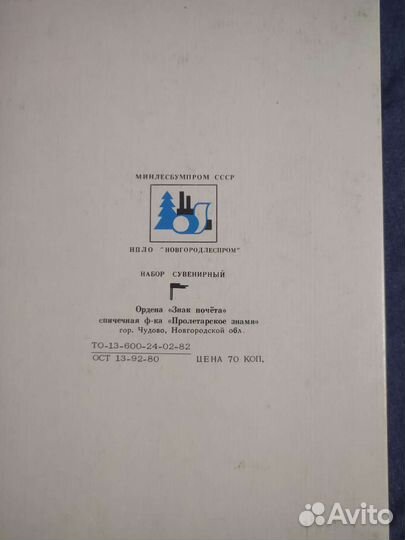 МИНЛЕСБУМПРОМ СССР
НПЛО "НОВГОРОДЛЕСПРОМ"
НАБОР СУВЕНИРНЫЙ
Ордена «Знак почёта»
спичечная ф-ка «Пролетарское знамя»
гор. Чудово, Новгородской обл.
ТО-13-600-24-02-82
ОСТ 13-92-80 ЦЕНА 70 КОП.
Avito